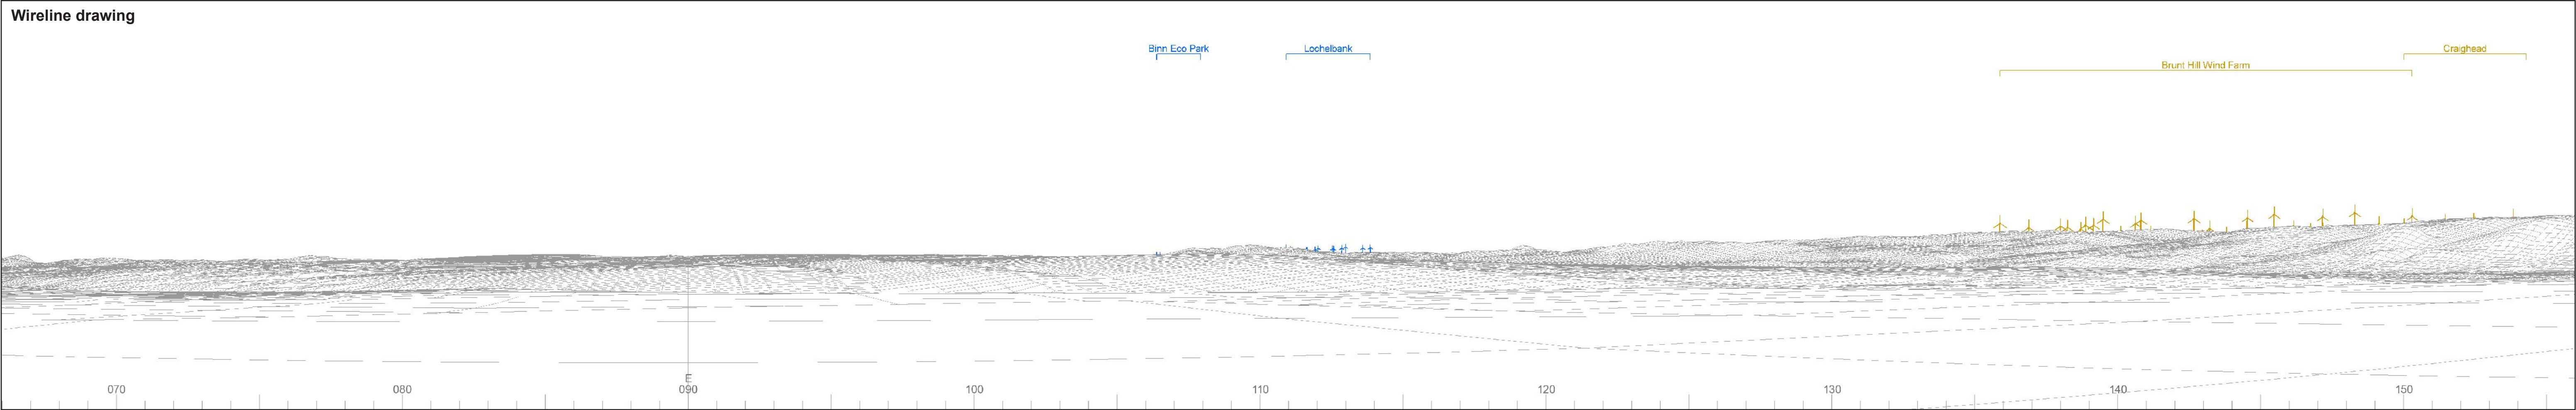 Wireline drawing
Binn Eco Park
Lochelbank
Craighead
Brunt Hill Wind Farm
E
070 080 090 100 110 120 130 140 150